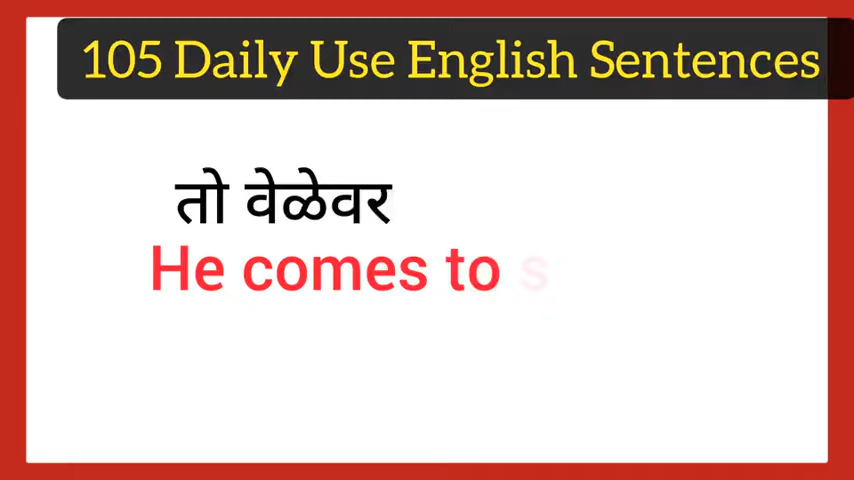 105 Daily Use English Sentences
तो वेळेवर
He comes to s